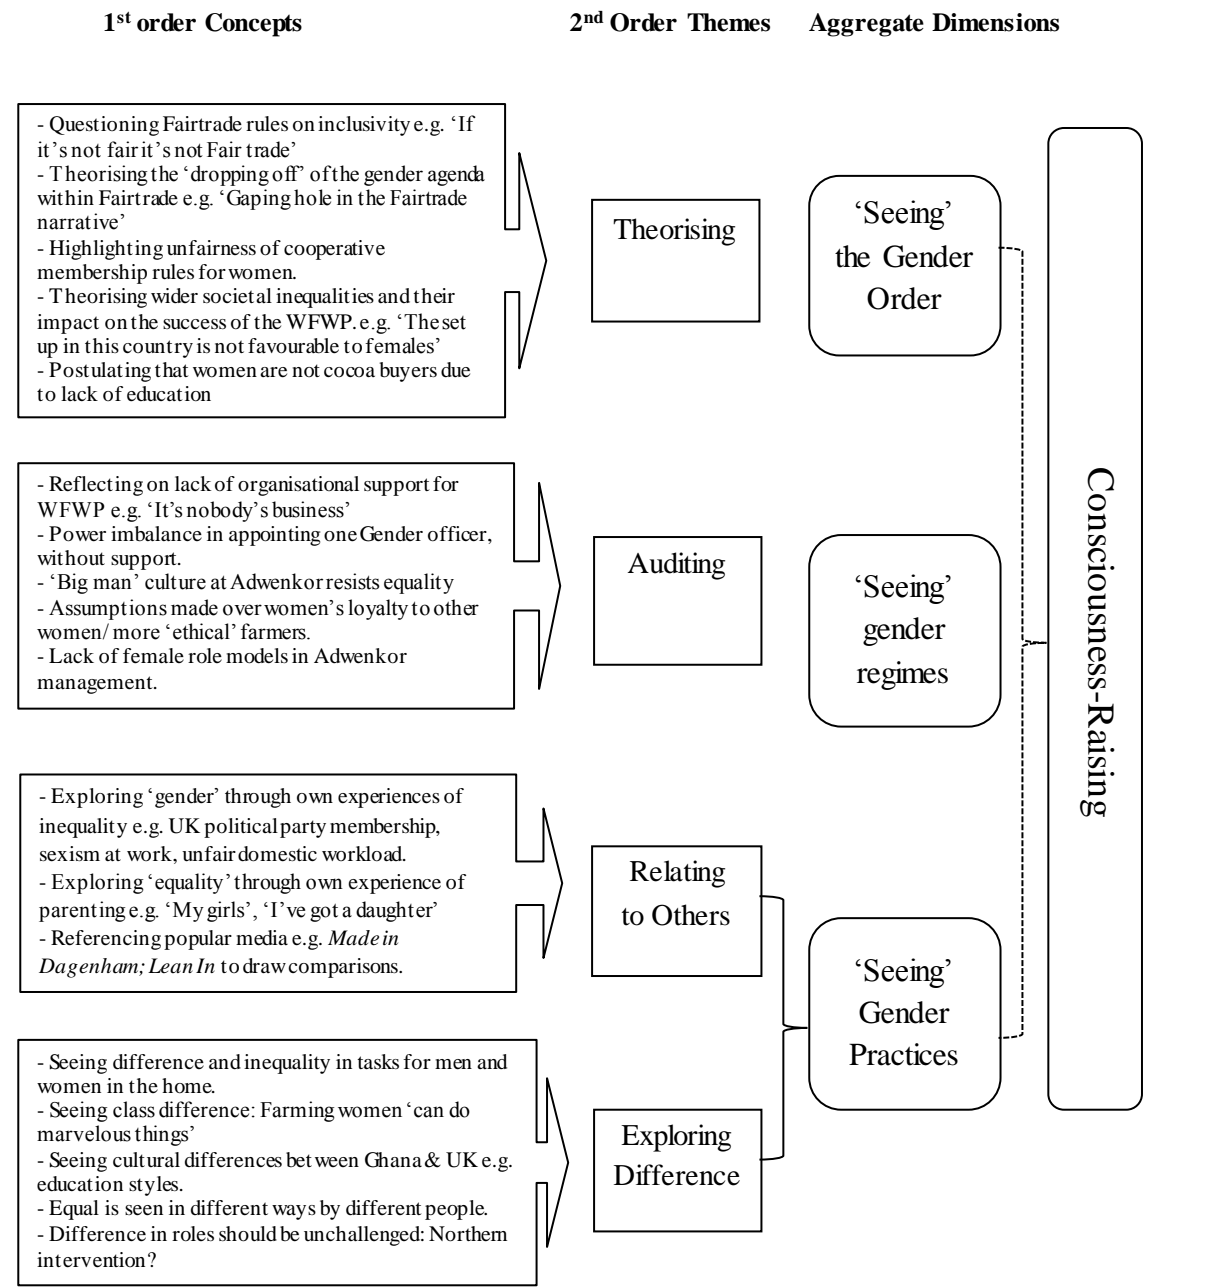 1st order Concepts
2nd Order Themes
Aggregate Dimensions
- Questioning Fairtrade rules on inclusivity e.g. ‘If
it’s not fair it’s not Fair trade’
- Theorising the ‘dropping off’ of the gender agenda
within Fairtrade e.g. ‘Gaping hole in the Fairtrade
narrative’
- Highlighting unfairness of cooperative
membership rules for women.
- Theorising wider societal inequalities and their
impact on the success of the WFWP. e.g. ‘The set
up in this country is not favourable to females’
- Postulating that women are not cocoa buyers due
to lack of education
Theorising
‘Seeing’
the Gender
Order
- Reflecting on lack of organisational support for
WFWP e.g. ‘It’s nobody’s business’
- Power imbalance in appointing one Gender officer,
without support.
- ‘Big man’ culture at Adwenkor resists equality
- Assumptions made over women’s loyalty to other
women/ more ‘ethical’ farmers.
- Lack of female role models in Adwenkor
management.
Auditing
‘Seeing’
gender
regimes
- Exploring ‘gender’ through own experiences of
inequality e.g. UK political party membership,
sexism at work, unfair domestic workload.
- Exploring ‘equality’ through own experience of
parenting e.g. ‘My girls’, ‘I’ve got a daughter’
- Referencing popular media e.g. Made in
Dagenham; Lean In to draw comparisons.
Relating
to Others
‘Seeing’
Gender
Practices
- Seeing difference and inequality in tasks for men and
women in the home.
- Seeing class difference: Farming women ‘can do
marvelous things’
- Seeing cultural differences between Ghana & UK e.g.
education styles.
- Equal is seen in different ways by different people.
- Difference in roles should be unchallenged: Northern
intervention?
Exploring
Difference
Consciousness-Raising